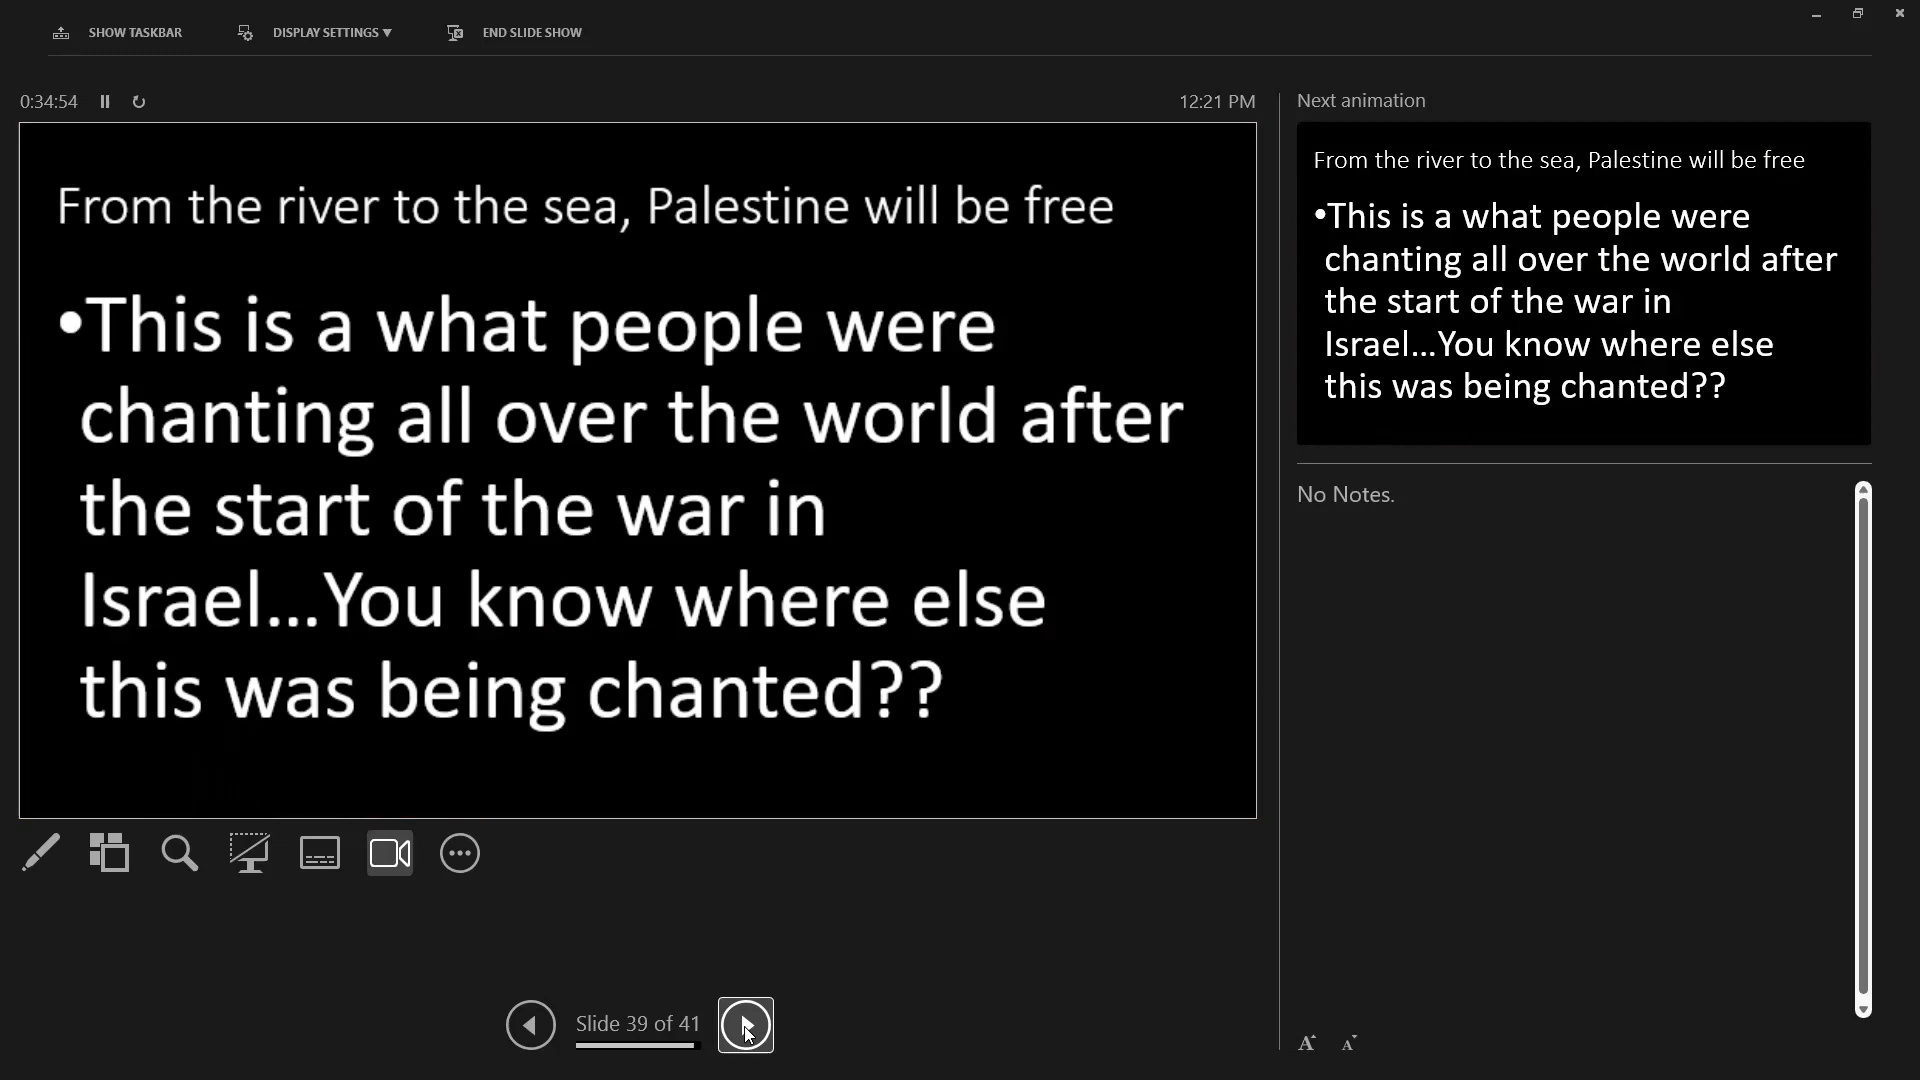 SHOW TASKBAR
DISPLAY SETTINGS ▼
END SLIDE SHOW
0:34:54
12:21 PM
From the river to the sea, Palestine will be free
•This is a what people were
chanting all over the world after
the start of the war in
Israel…You know where else
this was being chanted??
Next animation
From the river to the sea, Palestine will be free
•This is a what people were
chanting all over the world after
the start of the war in
Israel…You know where else
this was being chanted??
No Notes.
Slide 39 of 41
A A